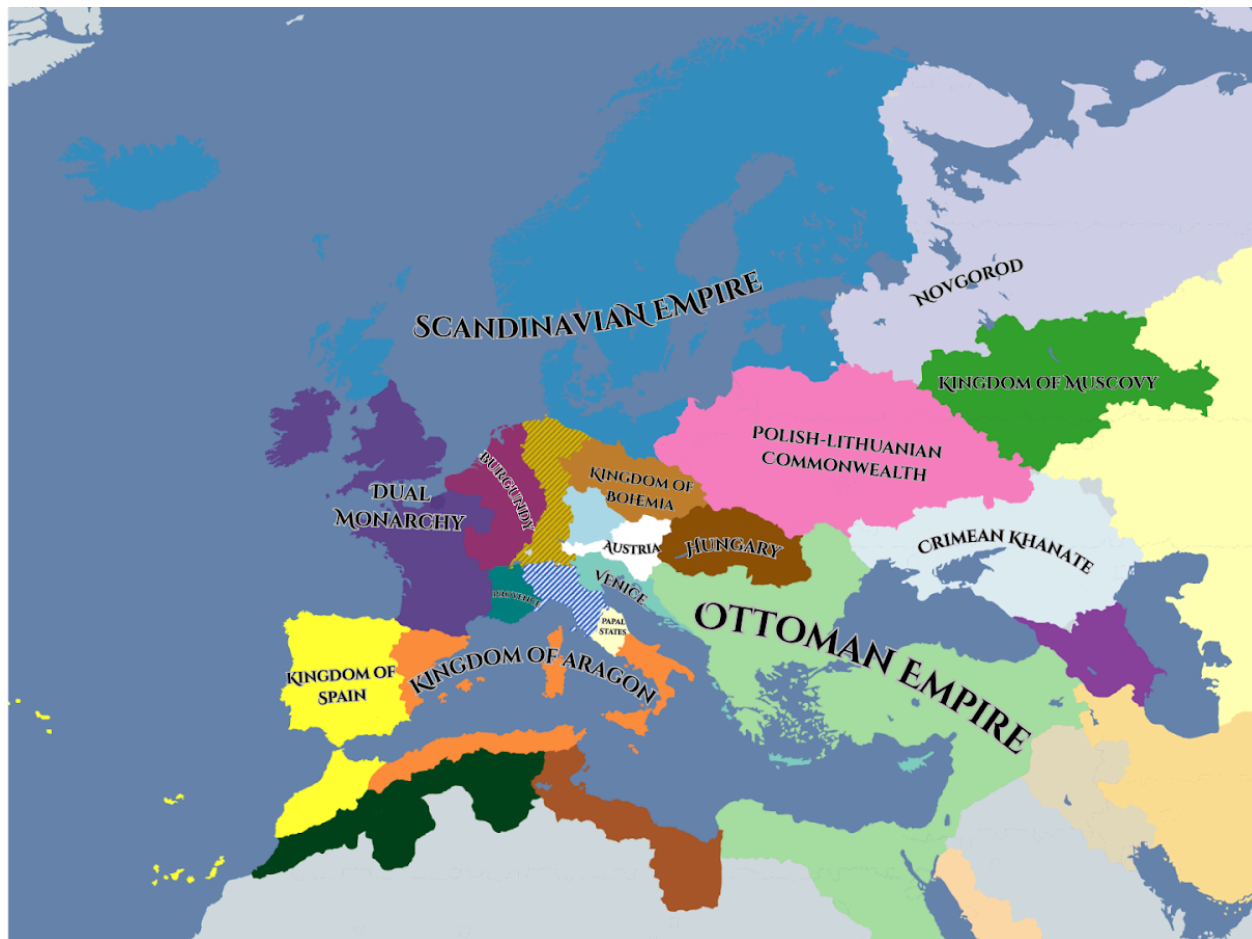 Scandinavian Empire
Novgorod
Kingdom of Muscovy
Polish-Lithuanian
Commonwealth
Burgundy
Kingdom of
Bohemia
Dual
Monarchy
Austria
Hungary
Crimean Khanate
Venice
Provence
Papal
States
Ottoman Empire
Kingdom of Aragon
Kingdom of
Spain